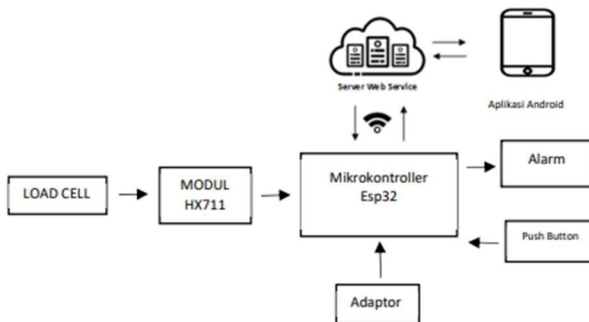 Server Web Service
Aplikasi Android
Mikrokontroller
Esp32
Alarm
LOAD CELL
MODUL
HX711
Push Button
Adaptor